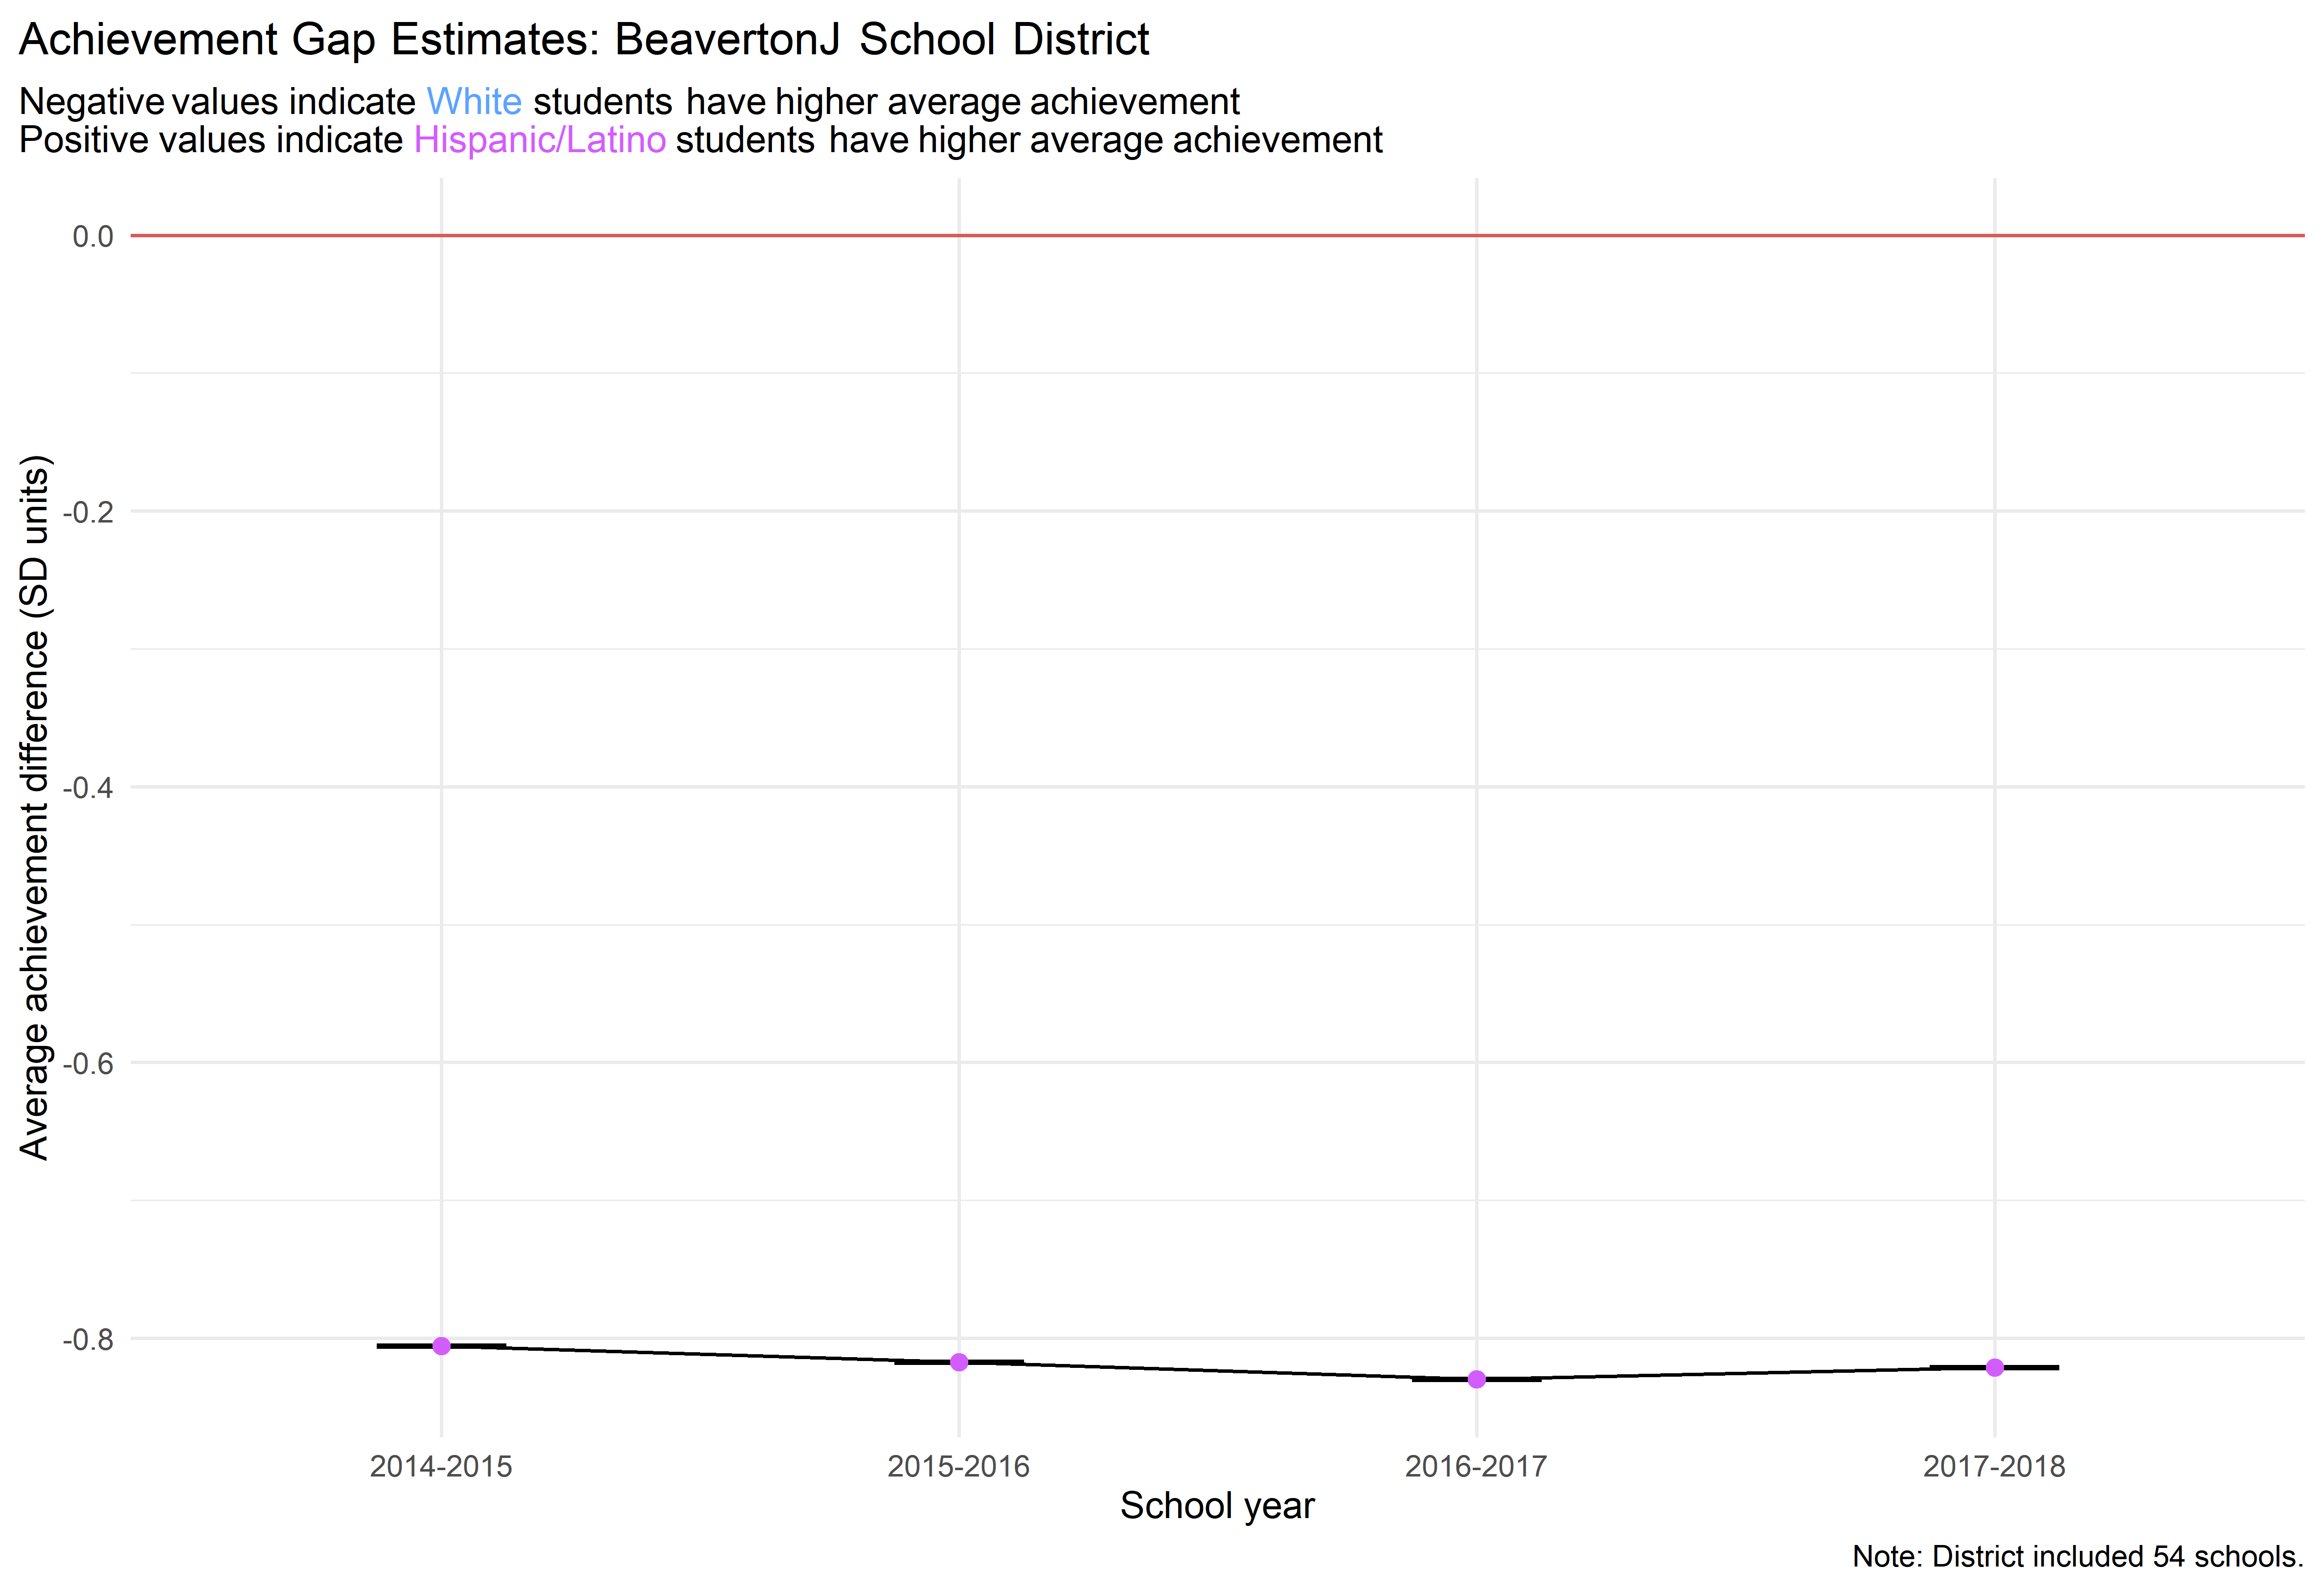 Achievement Gap Estimates: BeavertonJ School District
Negative values indicate White students have higher average achievement
Positive values indicate Hispanic/Latino students have higher average achievement
Average achievement difference (SD units)
0.0
-0.2
-0.4
-0.6
-0.8
2014-2015
2015-2016
2016-2017
2017-2018
School year
Note: District included 54 schools.